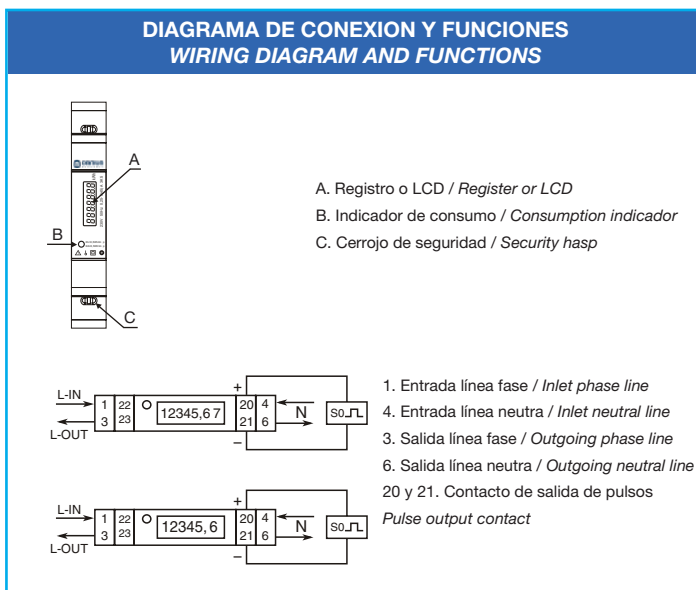 DIAGRAMA DE CONEXION Y FUNCIONES
WIRING DIAGRAM AND FUNCTIONS
A
B
C
A. Registro o LCD / Register or LCD
B. Indicador de consumo / Consumption indicador
C. Cerrojo de seguridad / Security hasp
L-IN
L-OUT
1 22
3 23
12345,6 7
+
20 4
21 6
–
N
S0
1. Entrada línea fase / Inlet phase line
4. Entrada línea neutra / Inlet neutral line
3. Salida línea fase / Outgoing phase line
6. Salida línea neutra / Outgoing neutral line
20 y 21. Contacto de salida de pulsos
Pulse output contact
L-IN
L-OUT
1 22
3 23
12345, 6
+
20 4
21 6
–
N
S0